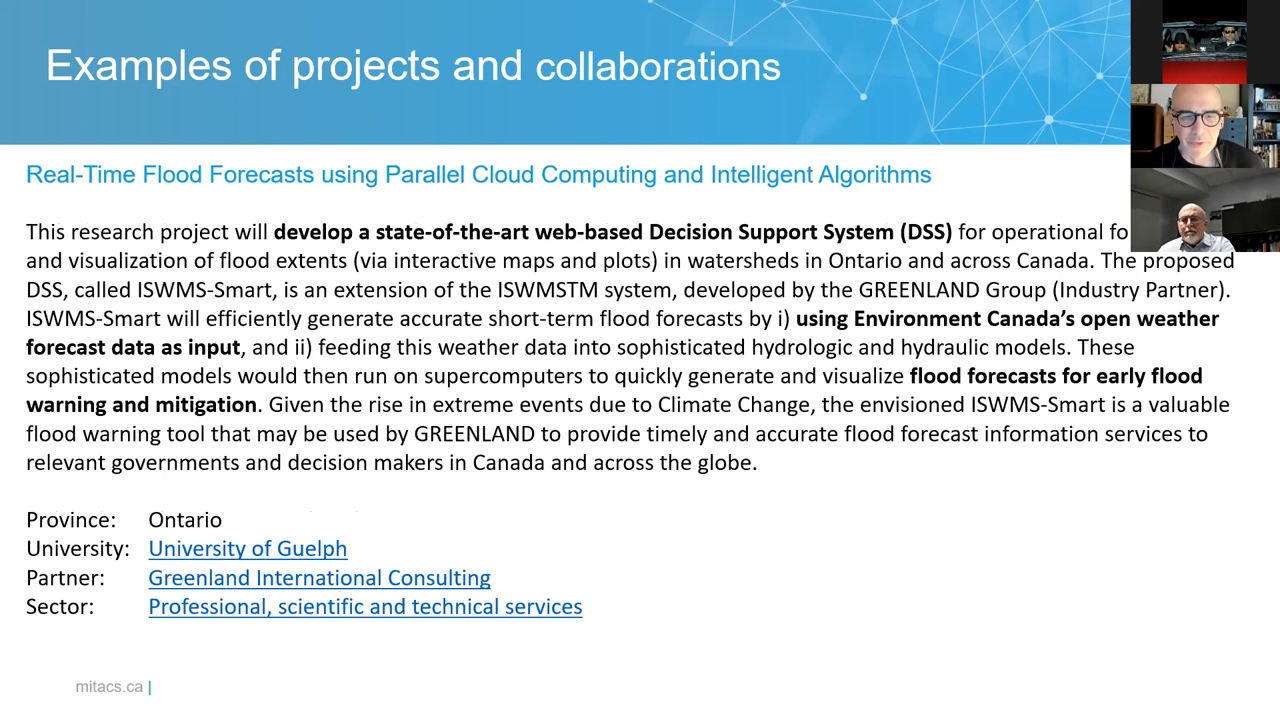 Examples of projects and collaborations
Real-Time Flood Forecasts using Parallel Cloud Computing and Intelligent Algorithms
This research project will develop a state-of-the-art web-based Decision Support System (DSS) for operational
and visualization of flood extents (via interactive maps and plots) in watersheds in Ontario and across Canada. The proposed
DSS, called ISWMS-Smart, is an extension of the ISWMSTM system, developed by the GREENLAND Group (Industry Partner).
ISWMS-Smart will efficiently generate accurate short-term flood forecasts by i) using Environment Canada's open weather
forecast data as input, and ii) feeding this weather data into sophisticated hydrologic and hydraulic models. These
sophisticated models would then run on supercomputers to quickly generate and visualize flood forecasts for early flood
warning and mitigation. Given the rise in extreme events due to Climate Change, the envisioned ISWMS-Smart is a valuable
flood warning tool that may be used by GREENLAND to provide timely and accurate flood forecast information services to
relevant governments and decision makers in Canada and across the globe.
Province: Ontario
University: University of Guelph
Partner: Greenland International Consulting
Sector: Professional, scientific and technical services
mitacs.ca |